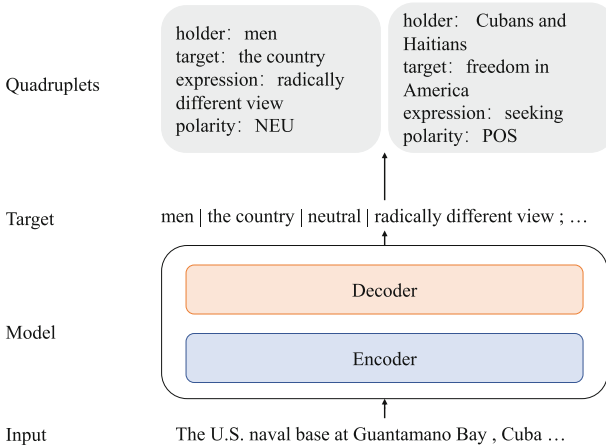 Quadruplets
holder: men
target: the country
expression: radically
different view
polarity: NEU
holder: Cubans and
Haitians
target: freedom in
America
expression: seeking
polarity: POS
Target
men | the country | neutral | radically different view ; …
Model
Decoder
Encoder
Input
The U.S. naval base at Guantamano Bay , Cuba …